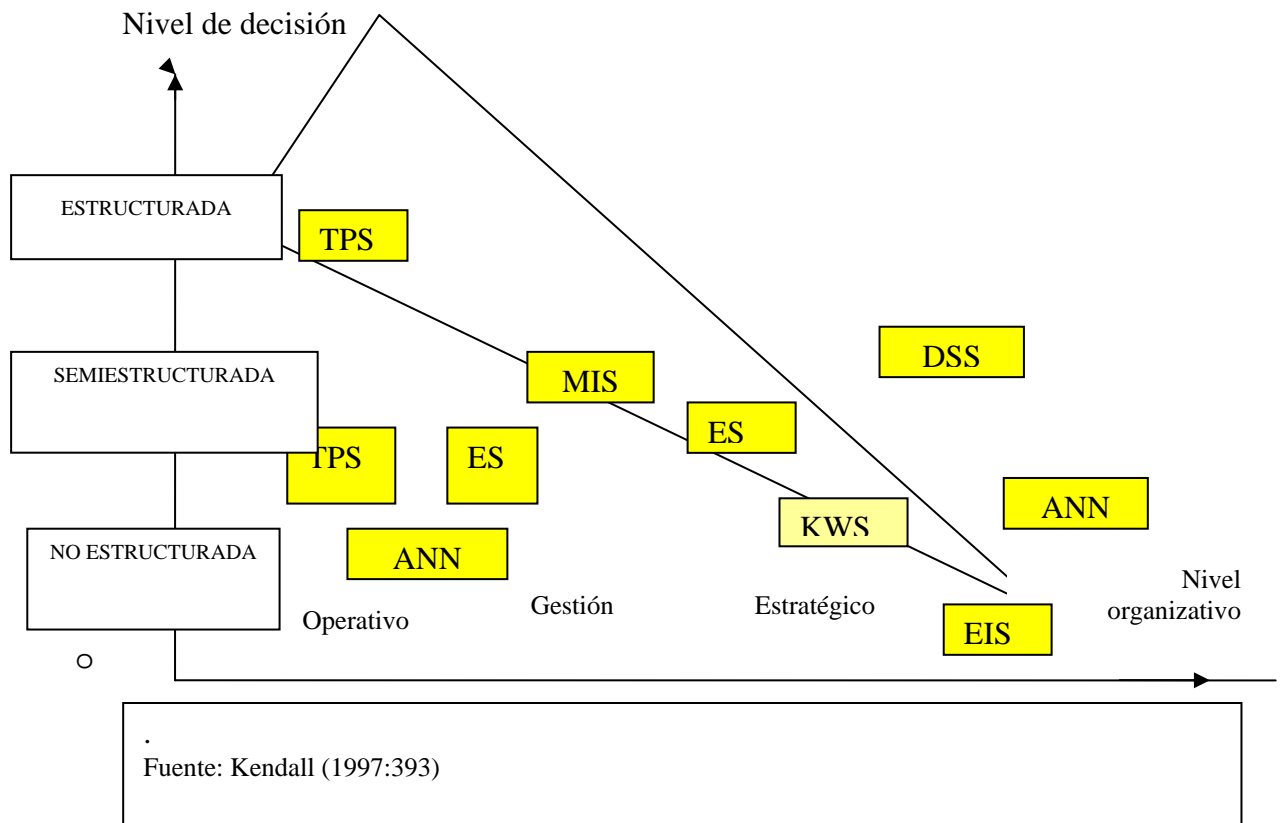 Nivel de decisión
ESTRUCTURADA
TPS
SEMIESTRUCTURADA
MIS
DSS
TPS
ES
ES
KWS
ANN
NO ESTRUCTURADA
ANN
Operativo
Gestión
Estratégico
EIS
Nivel
organizativo
.
Fuente: Kendall (1997:393)